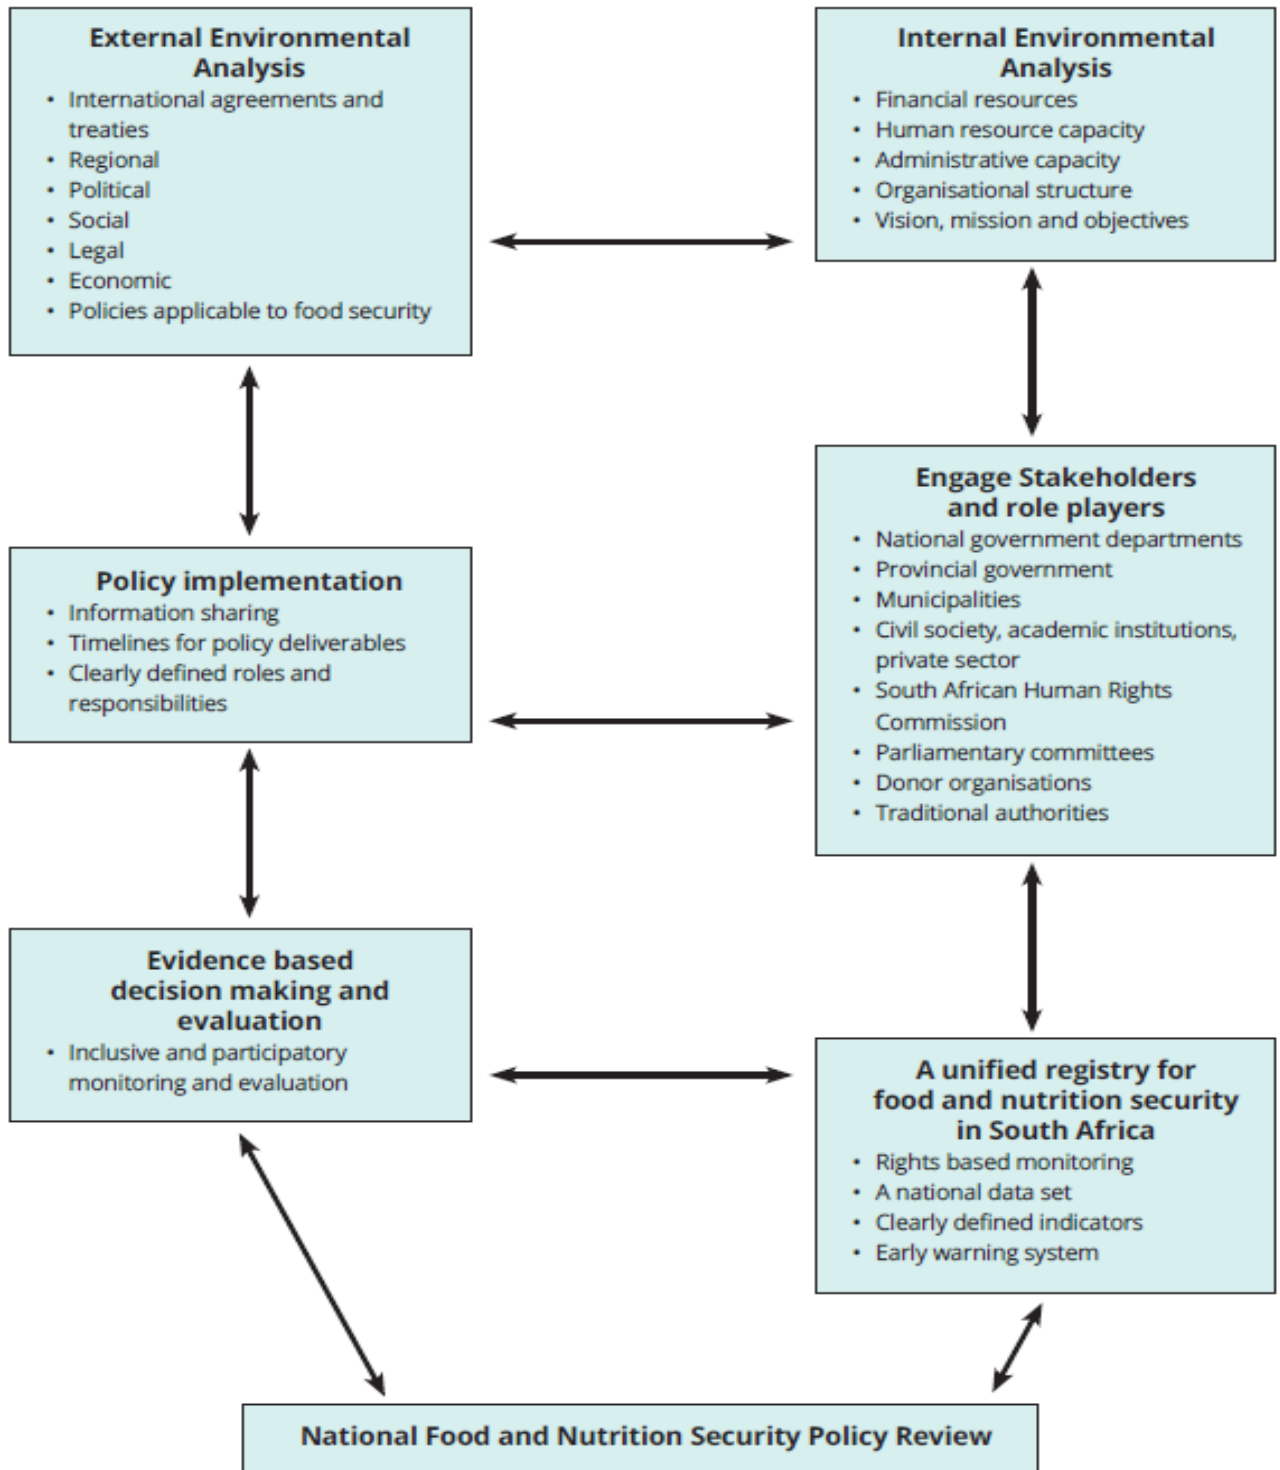 External Environmental
Analysis
• International agreements and
treaties
• Regional
• Political
• Social
• Legal
• Economic
• Policies applicable to food security
Internal Environmental
Analysis
• Financial resources
• Human resource capacity
• Administrative capacity
• Organisational structure
• Vision, mission and objectives
Policy implementation
• Information sharing
• Timelines for policy deliverables
• Clearly defined roles and
responsibilities
Engage Stakeholders
and role players
• National government departments
• Provincial government
• Municipalities
• Civil society, academic institutions,
private sector
• South African Human Rights
Commission
• Parliamentary committees
• Donor organisations
• Traditional authorities
Evidence based
decision making and
evaluation
• Inclusive and participatory
monitoring and evaluation
A unified registry for
food and nutrition security
in South Africa
• Rights based monitoring
• A national data set
• Clearly defined indicators
• Early warning system
National Food and Nutrition Security Policy Review